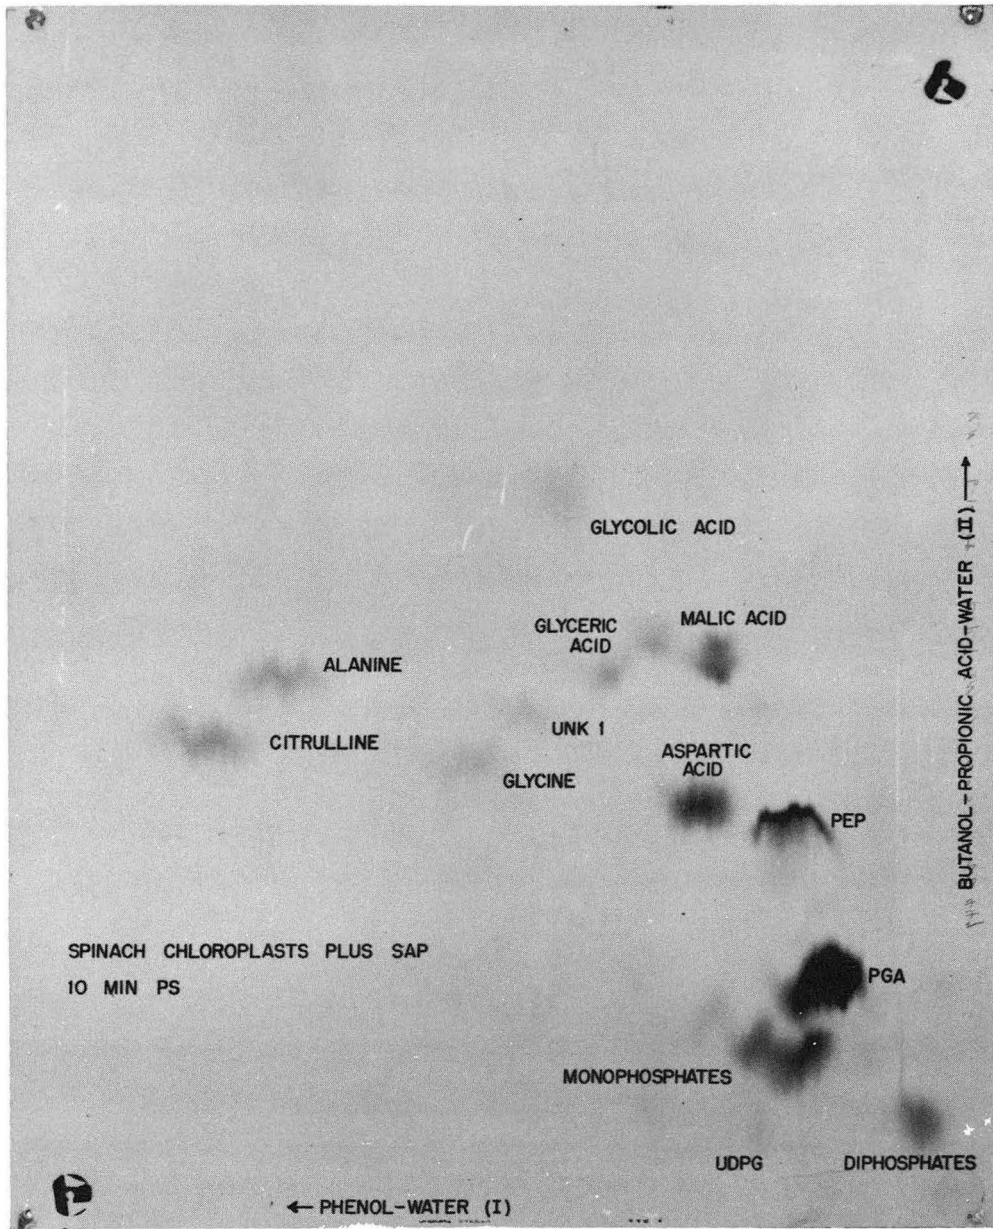 GLYCOLIC ACID
GLYCERIC
ACID
MALIC ACID
ALANINE
UNK 1
CITRULLINE
GLYCINE
ASPARTIC
ACID
PEP
BUTANOL-PROPIONIC ACID-WATER (II) →
SPINACH CHLOROPLASTS PLUS SAP
10 MIN PS
PGA
MONOPHOSPHATES
UDPG
DIPHOSPHATES
← PHENOL-WATER (I)